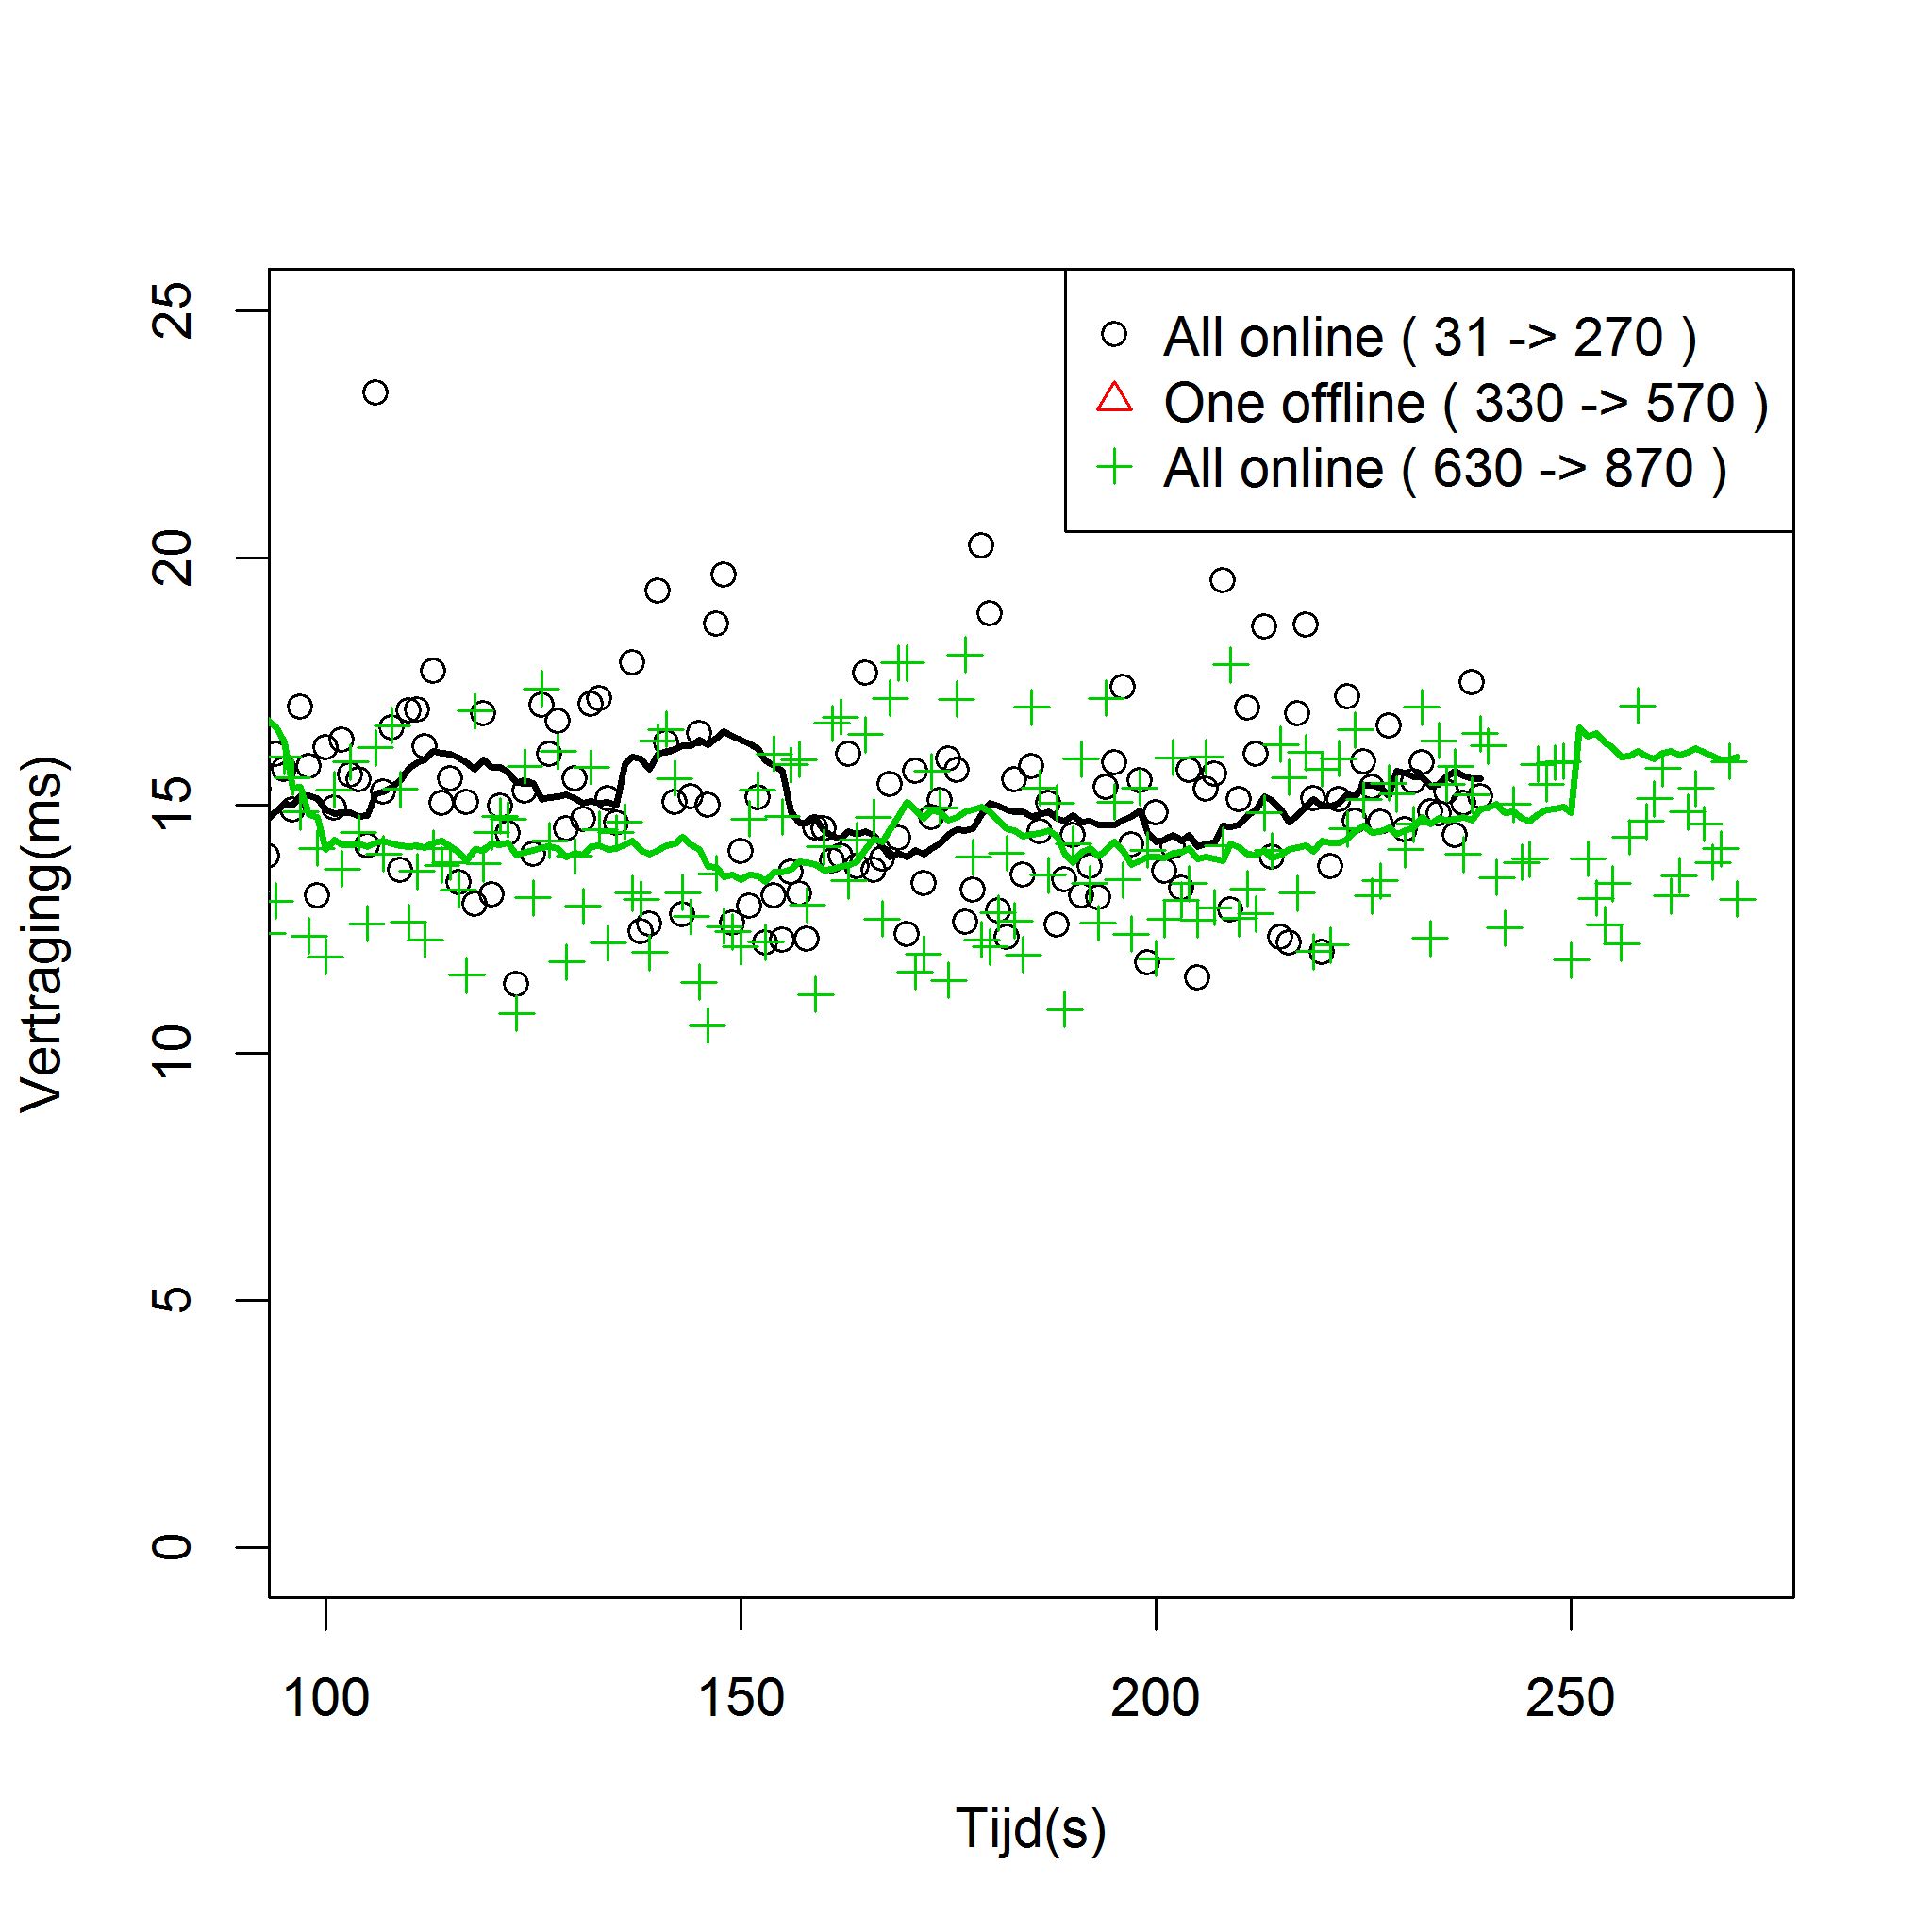 25
20
15
10
5
0
Vertraging(ms)
All online ( 31 -> 270 )
One offline ( 330 -> 570 )
All online ( 630 -> 870 )
100 150 200 250
Tijd(s)